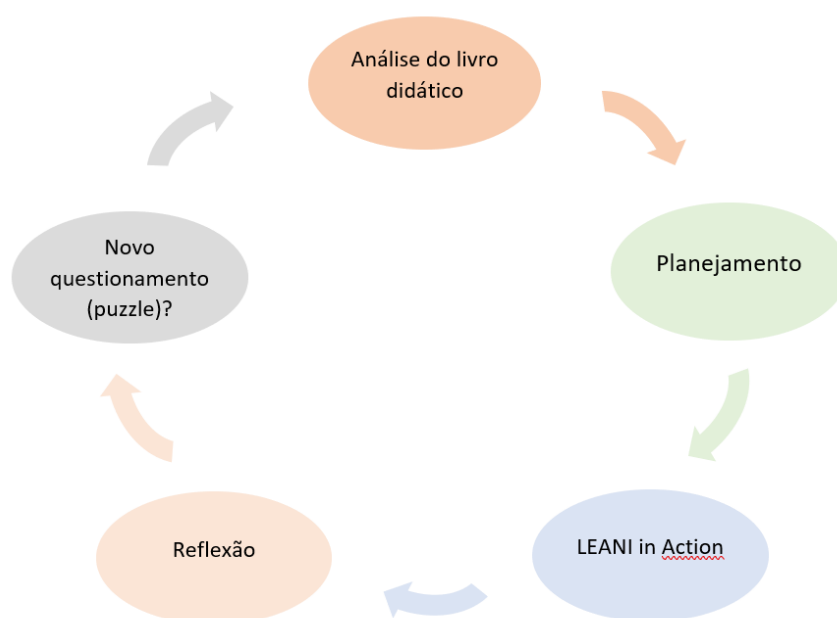 Análise do livro
didático
Planejamento
LEANI in Action
Reflexão
Novo
questionamento
(puzzle)?